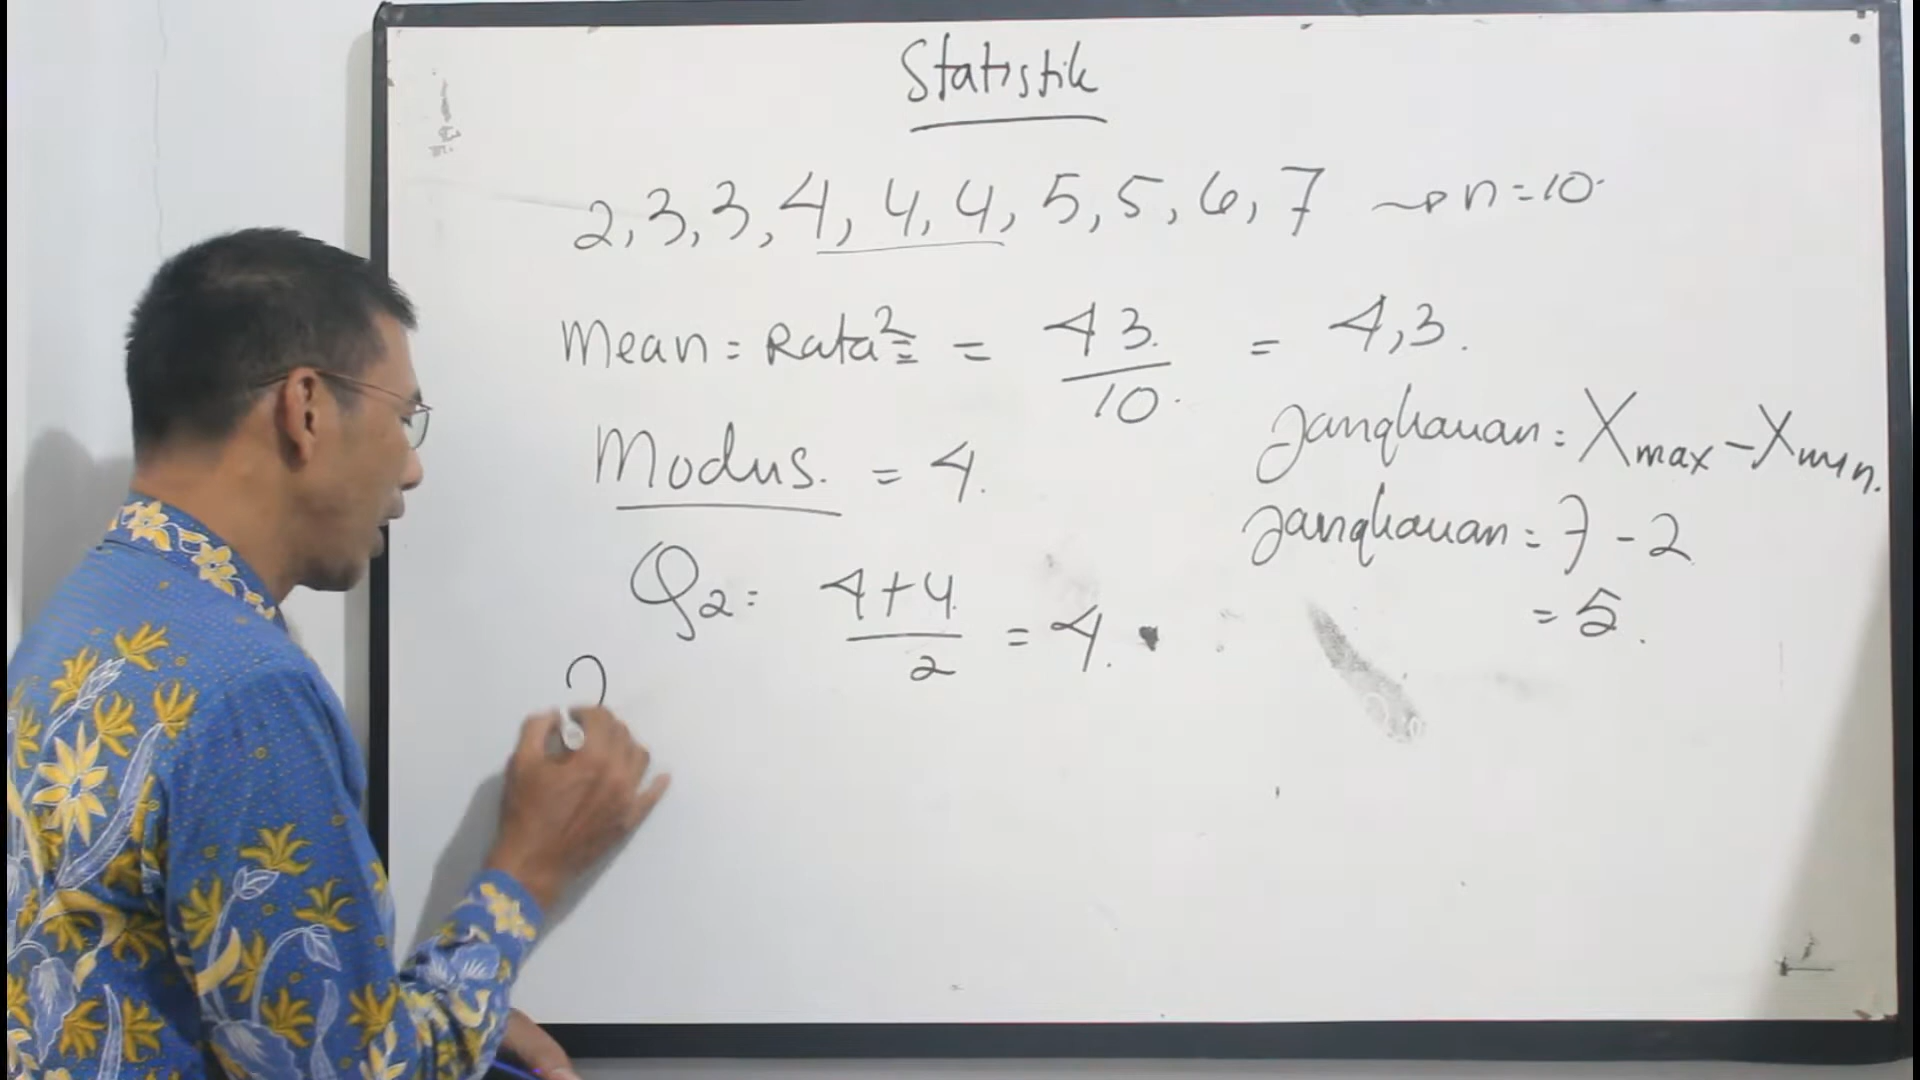 Statistik
2, 3, 3, 4, 4, 4, 5, 5, 6, 7 → n = 10
Mean = Rata² = = 43/10 = 4,3.
Modus. = 4.
Jangkauan = Xmax - Xmin.
Jangkauan = 7 - 2
= 5.
Q₂ = 4+4/2 = 4.